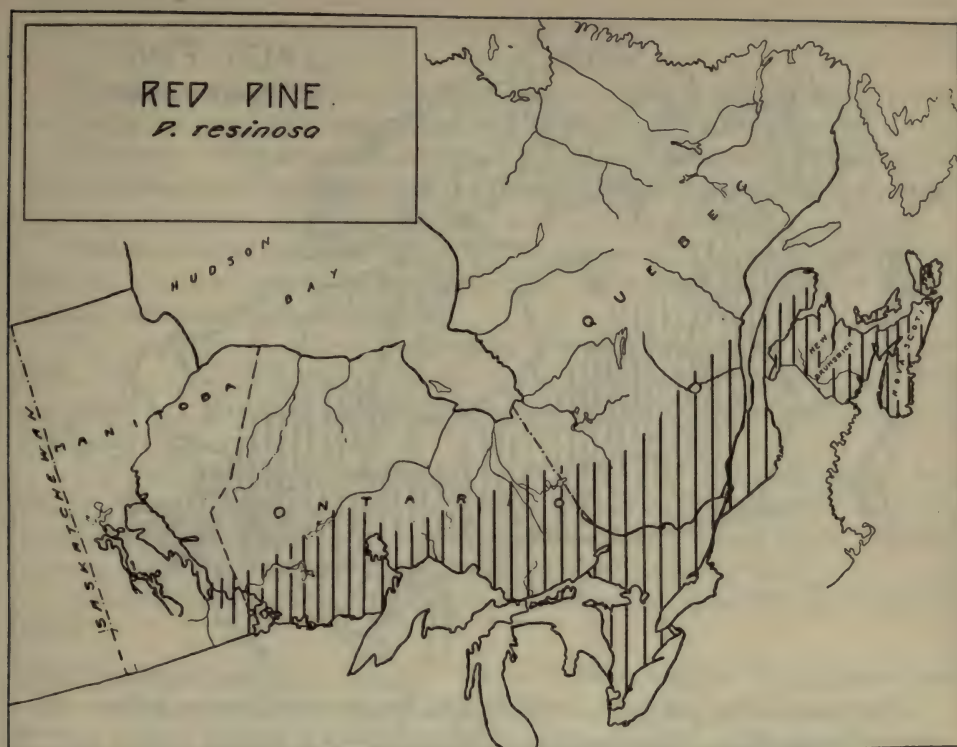 RED PINE.
P. resinosa
HUDSON
BAY
QUEBEC
MANITOBA
SASKATCHEWAN
ONTARIO
NEW
BRUNSWICK
NOVA SCOTIA